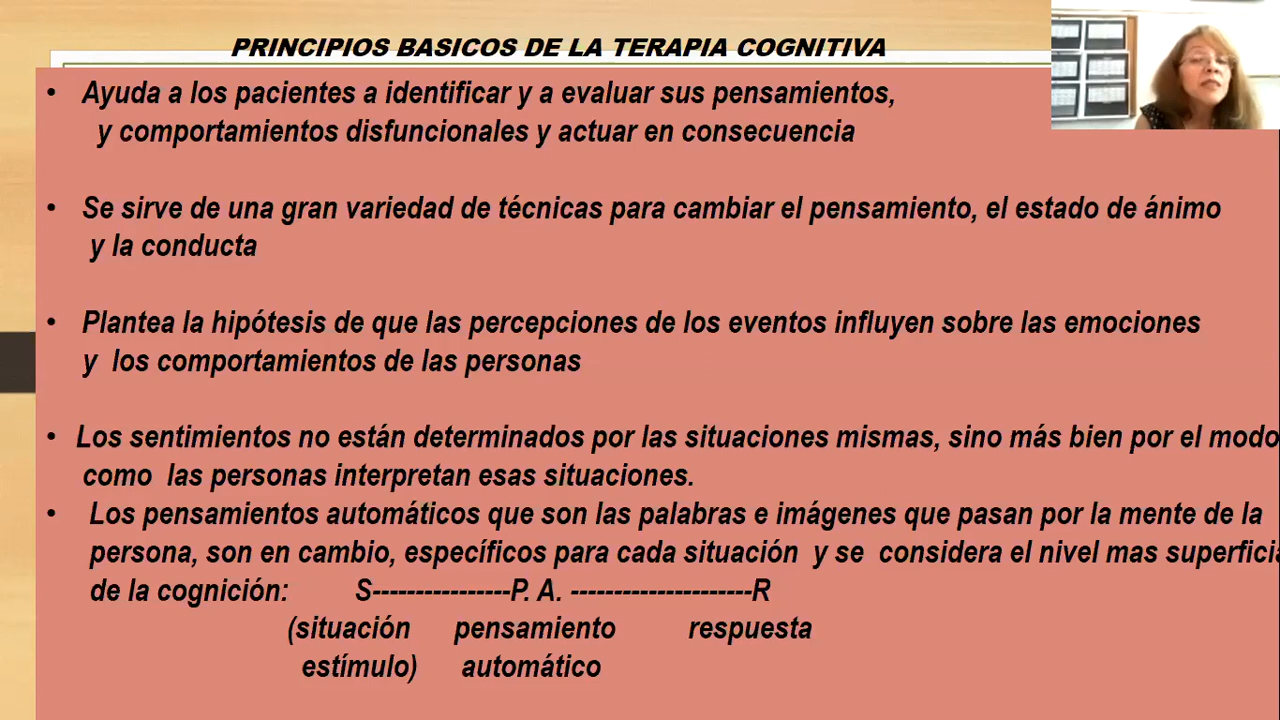 PRINCIPIOS BASICOS DE LA TERAPIA COGNITIVA
• Ayuda a los pacientes a identificar y a evaluar sus pensamientos,
y comportamientos disfuncionales y actuar en consecuencia
• Se sirve de una gran variedad de técnicas para cambiar el pensamiento, el estado de ánimo
y la conducta
• Plantea la hipótesis de que las percepciones de los eventos influyen sobre las emociones
y los comportamientos de las personas
• Los sentimientos no están determinados por las situaciones mismas, sino más bien por el modo
como las personas interpretan esas situaciones.
• Los pensamientos automáticos que son las palabras e imágenes que pasan por la mente de la
persona, son en cambio, específicos para cada situación y se considera el nivel mas superficia
de la cognición: S----------------P. A. ---------------------R
(situación pensamiento respuesta
estímulo) automático